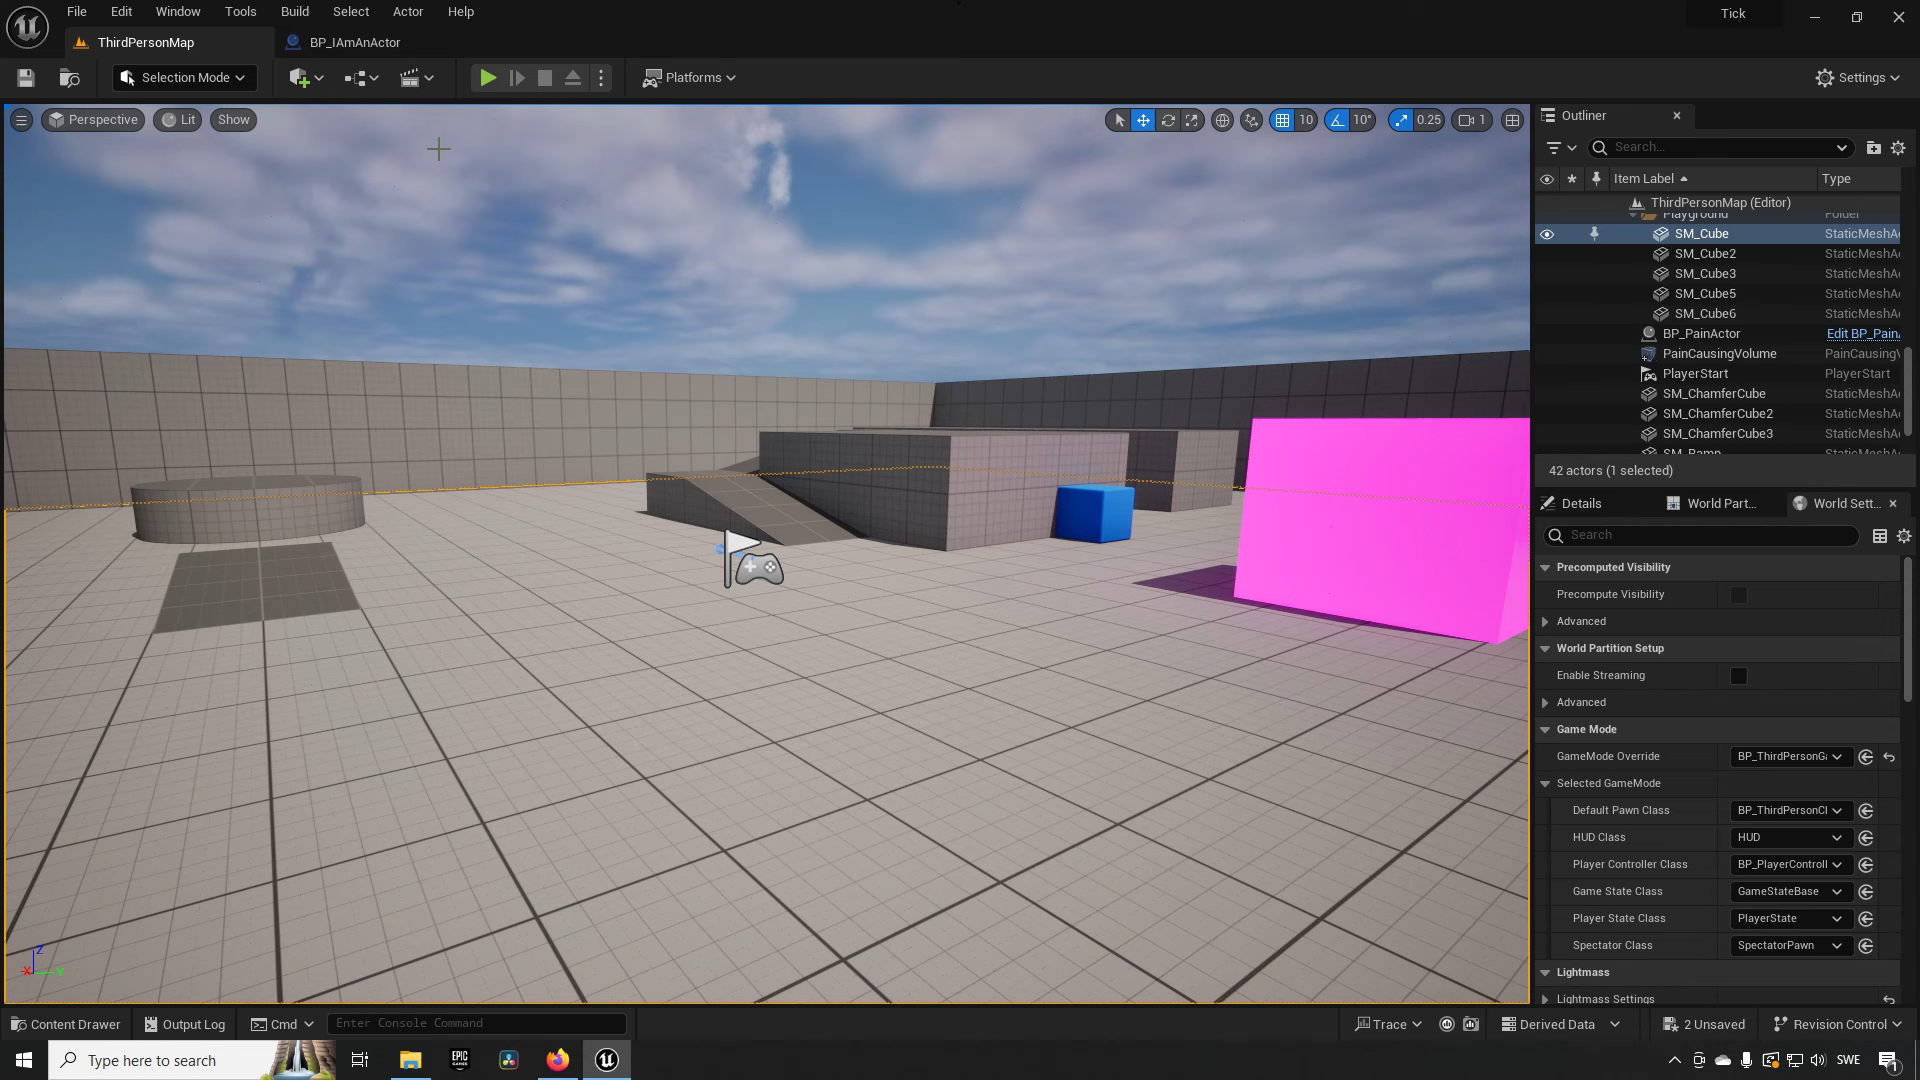 File Edit Window Tools Build Select Actor Help
Tick
ThirdPersonMap
BP_IAmAnActor
Selection Mode
Platforms
Settings
Perspective
Lit
Show
10
10°
0.25
1
Outliner
Search...
Item Label
Type
ThirdPersonMap (Editor)
Playground Folder
SM_Cube StaticMeshA
SM_Cube2 StaticMeshA
SM_Cube3 StaticMeshA
SM_Cube5 StaticMeshA
SM_Cube6 StaticMeshA
BP_PainActor Edit BP_Pain
PainCausingVolume PainCausingV
PlayerStart PlayerStart
SM_ChamferCube StaticMeshA
SM_ChamferCube2 StaticMeshA
SM_ChamferCube3 StaticMeshA
SM_Ramp
42 actors (1 selected)
Details
World Part...
World Sett...
Search
Precomputed Visibility
Precompute Visibility
Advanced
World Partition Setup
Enable Streaming
Advanced
Game Mode
GameMode Override BP_ThirdPersonG
Selected GameMode
Default Pawn Class BP_ThirdPersonCl
HUD Class HUD
Player Controller Class BP_PlayerControll
Game State Class GameStateBase
Player State Class PlayerState
Spectator Class SpectatorPawn
Lightmass
Lightmass Settings
Z
X
Y
Content Drawer
Output Log
Cmd
Enter Console Command
Trace
Derived Data
2 Unsaved
Revision Control
Type here to search
EPIC
GAMES
SWE
1